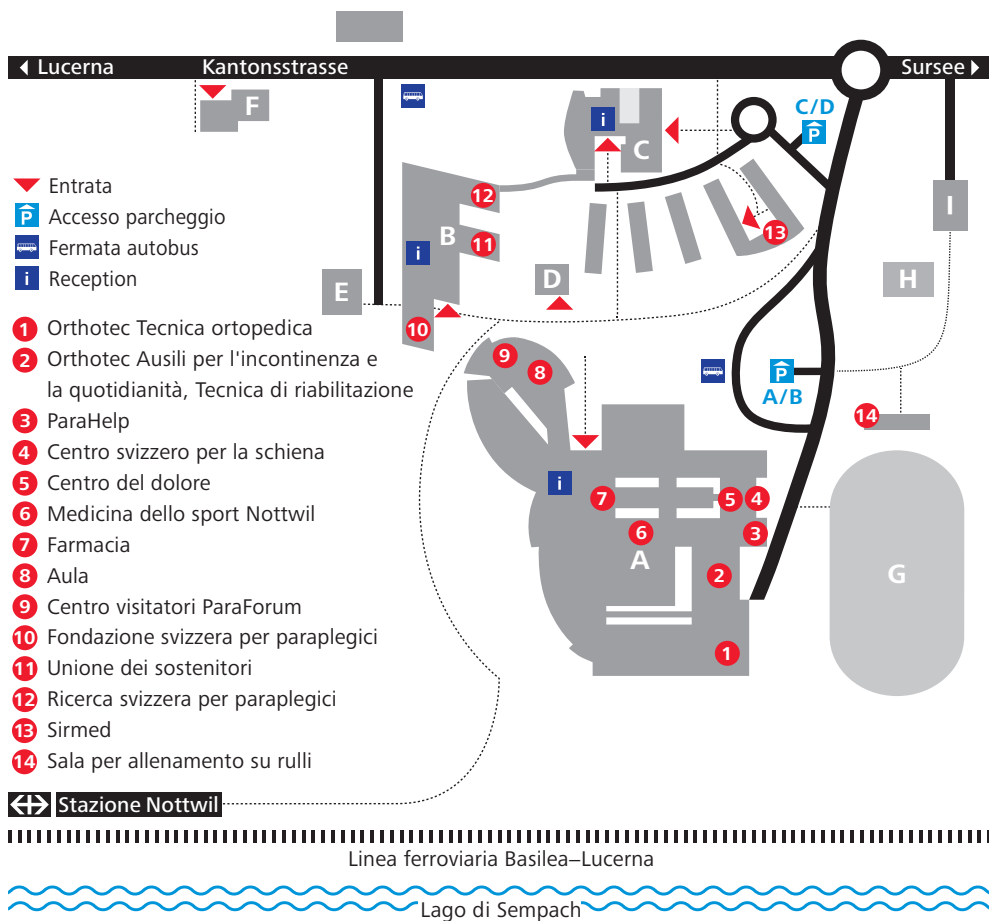 Lucerna
Kantonsstrasse
Sursee
F
i
C
C/D
P
Entrata
P Accesso parcheggio
Fermata autobus
i Reception
12
B
11
i
I
13
E
D
H
10
1 Orthotec Tecnica ortopedica
2 Orthotec Ausili per l'incontinenza e
la quotidianità, Tecnica di riabilitazione
3 ParaHelp
4 Centro svizzero per la schiena
5 Centro del dolore
6 Medicina dello sport Nottwil
7 Farmacia
8 Aula
9 Centro visitatori ParaForum
10 Fondazione svizzera per paraplegici
11 Unione dei sostenitori
12 Ricerca svizzera per paraplegici
13 Sirmed
14 Sala per allenamento su rulli
9
8
P
A/B
14
i
7
5
4
6
3
A
2
G
1
Stazione Nottwil
Linea ferroviaria Basilea–Lucerna
Lago di Sempach